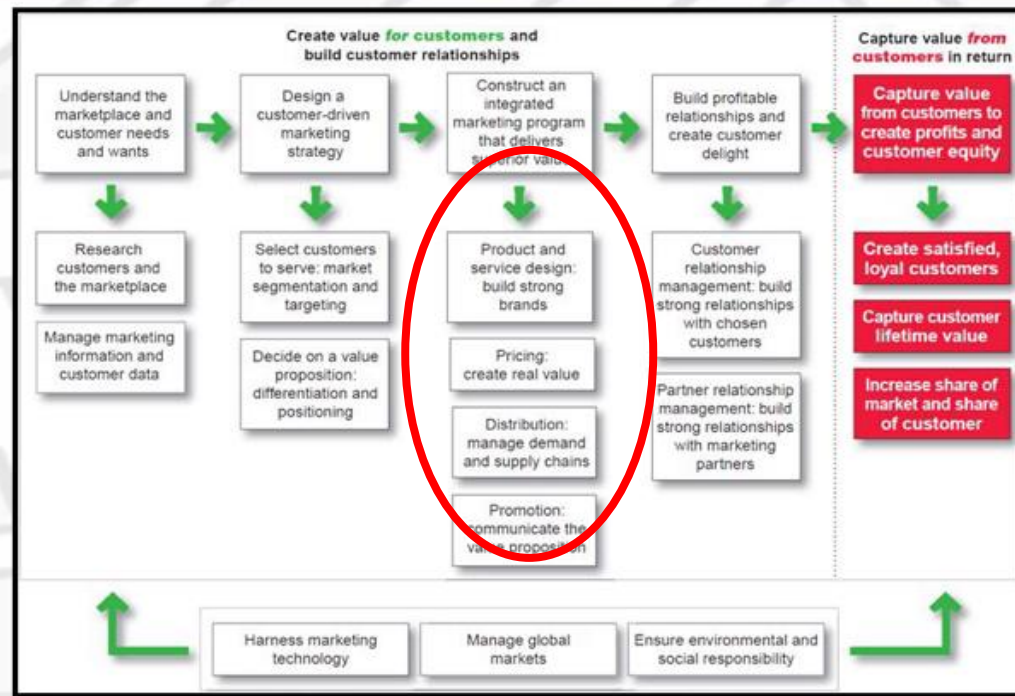 Create value for customers and
build customer relationships
Capture value from
customers in return
Understand the
marketplace and
customer needs
and wants
Design a
customer-driven
marketing
strategy
Construct an
integrated
marketing program
that delivers
superior value
Build profitable
relationships and
create customer
delight
Capture value
from customers to
create profits and
customer equity
Research
customers and
the marketplace
Manage marketing
information and
customer data
Select customers
to serve: market
segmentation and
targeting
Decide on a value
proposition:
differentiation and
positioning
Product and
service design:
build strong
brands
Pricing:
create real value
Distribution:
manage demand
and supply chains
Promotion:
communicate the
value proposition
Customer
relationship
management: build
strong relationships
with chosen
customers
Partner relationship
management: build
strong relationships
with marketing
partners
Create satisfied,
loyal customers
Capture customer
lifetime value
Increase share of
market and share
of customer
Harness marketing
technology
Manage global
markets
Ensure environmental and
social responsibility